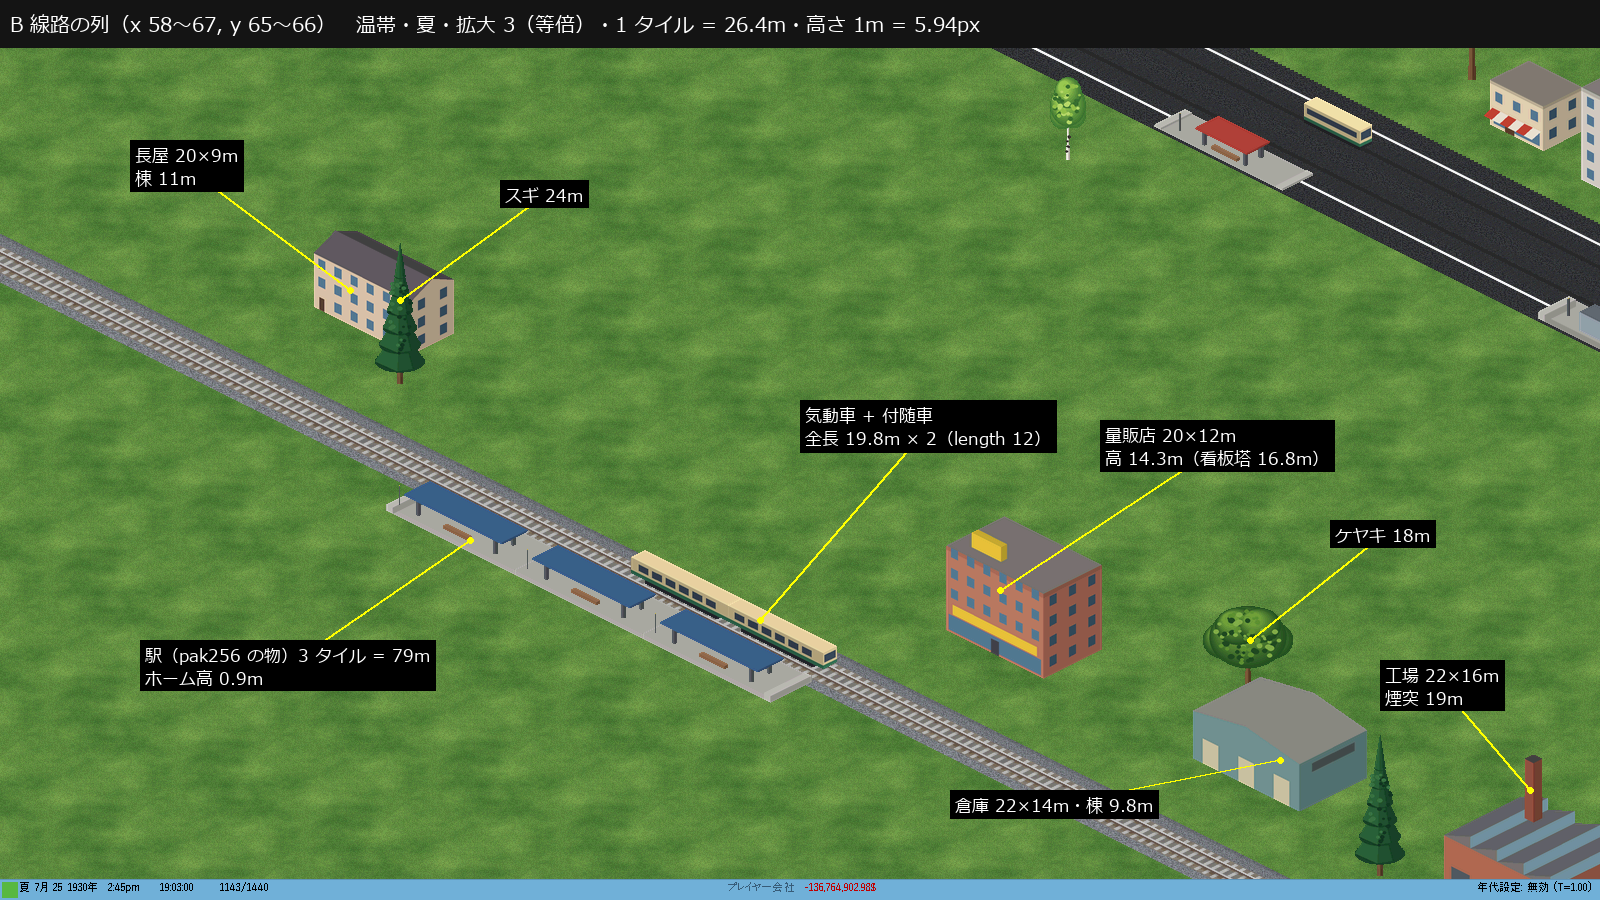 B 線路の列（x 58～67, y 65～66）　温帯・夏・拡大 3（等倍）・1 タイル = 26.4m・高さ 1m = 5.94px
長屋 20×9m
棟 11m
スギ 24m
気動車 + 付随車
全長 19.8m × 2（length 12）
量販店 20×12m
高 14.3m（看板塔 16.8m）
ケヤキ 18m
駅（pak256 の物）3 タイル = 79m
ホーム高 0.9m
工場 22×16m
煙突 19m
倉庫 22×14m・棟 9.8m
夏 7月 25 1930年 2:45pm 19:03:00 1143/1440 プレイヤー会社 -136,764,902.98$ 年代設定: 無効 (T=1.00)